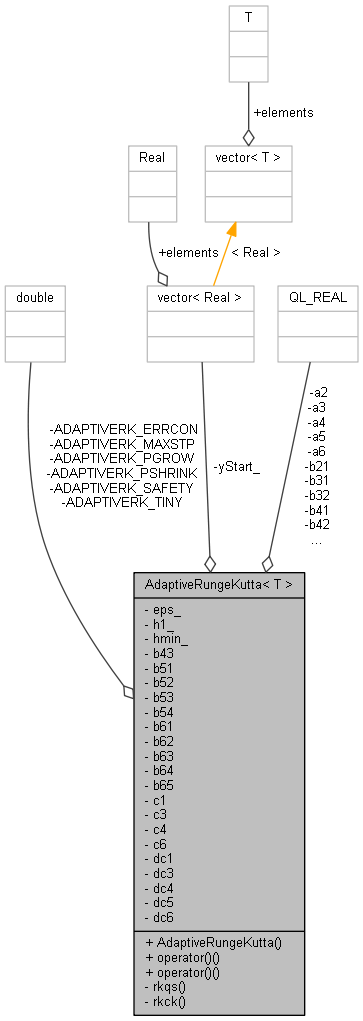 T
+elements
Real
vector< T >
+elements
< Real >
double
vector< Real >
QL_REAL
-ADAPTIVERK_ERRCON
-ADAPTIVERK_MAXSTP
-ADAPTIVERK_PGROW
-ADAPTIVERK_PSHRINK
-ADAPTIVERK_SAFETY
-ADAPTIVERK_TINY
-yStart_
-a2
-a3
-a4
-a5
-a6
-b21
-b31
-b32
-b41
-b42
...
AdaptiveRungeKutta< T >
- eps_
- h1_
- hmin_
- b43
- b51
- b52
- b53
- b54
- b61
- b62
- b63
- b64
- b65
- c1
- c3
- c4
- c6
- dc1
- dc3
- dc4
- dc5
- dc6
+ AdaptiveRungeKutta()
+ operator()()
+ operator()()
- rkqs()
- rkck()